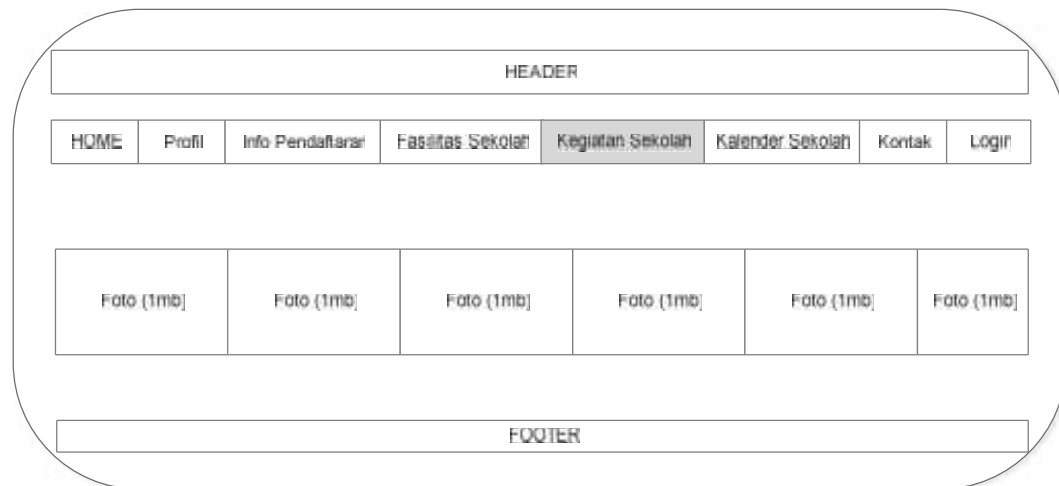 HEADER
HOME Profil Info Pendaftaran Fasilitas Sekolah Kegiatan Sekolah Kalender Sekolah Kontak Login
Foto (1mb) Foto (1mb) Foto (1mb) Foto (1mb) Foto (1mb) Foto (1mb)
FOOTER